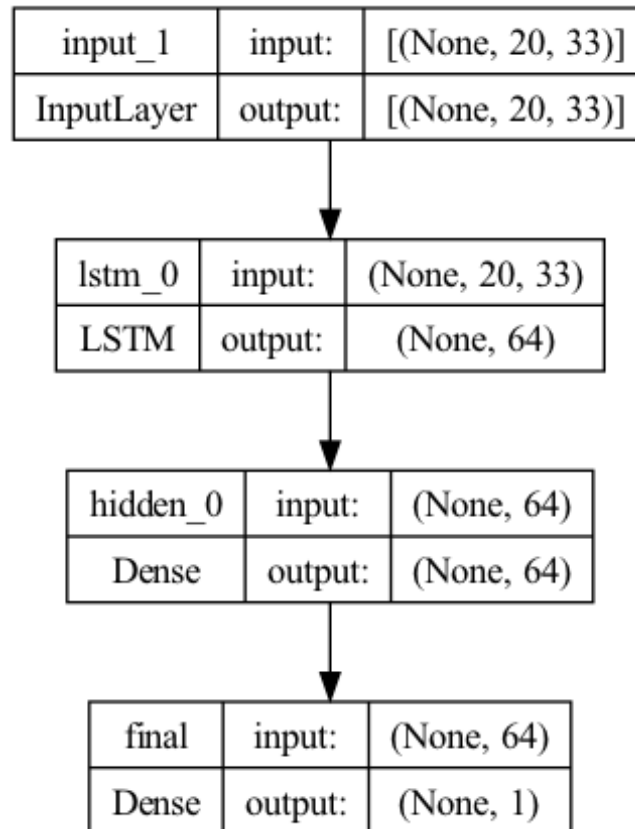 input_1 input: [(None, 20, 33)]
InputLayer output: [(None, 20, 33)]
lstm_0 input: (None, 20, 33)
LSTM output: (None, 64)
hidden_0 input: (None, 64)
Dense output: (None, 64)
final input: (None, 64)
Dense output: (None, 1)